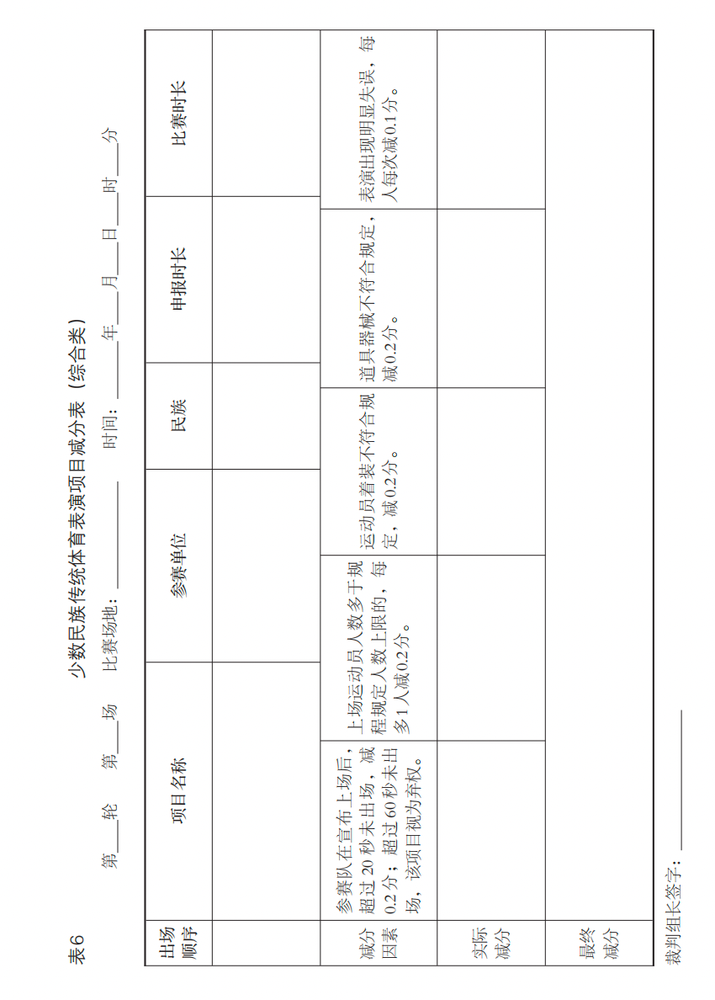 表6
少数民族传统体育表演项目减分表（综合类）
第___轮 第___场 比赛场地：________ 时间：____年___月___日___时___分
出场
顺序
项目名称
参赛单位
民族
申报时长
比赛时长
减分
因素
参赛队在宣布上场后，
超过 20 秒未出场，减
0.2分；超过 60 秒未出
场，该项目视为弃权。
上场运动员人数多于规
程规定人数上限的，每
多1人减0.2分。
运动员着装不符合规
定，减0.2分。
道具器械不符合规定，
减0.2分。
表演出现明显失误，每
人每次减0.1分。
实际
减分
最终
减分
裁判组长签字：________